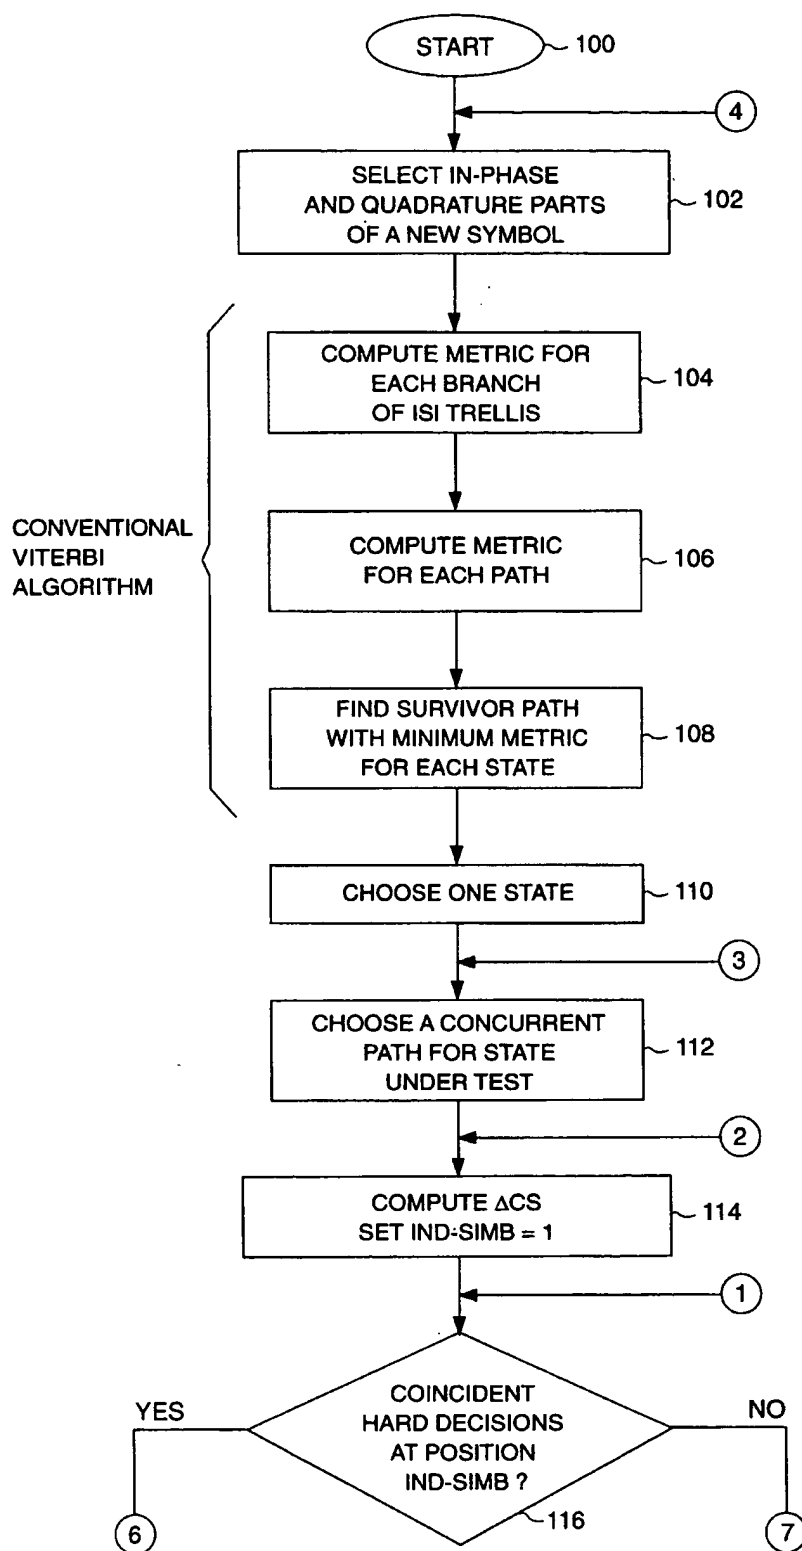 START
100
4
SELECT IN-PHASE
AND QUADRATURE PARTS
OF A NEW SYMBOL
102
COMPUTE METRIC FOR
EACH BRANCH
OF ISI TRELLIS
104
CONVENTIONAL
VITERBI
ALGORITHM
COMPUTE METRIC
FOR EACH PATH
106
FIND SURVIVOR PATH
WITH MINIMUM METRIC
FOR EACH STATE
108
CHOOSE ONE STATE
110
3
CHOOSE A CONCURRENT
PATH FOR STATE
UNDER TEST
112
2
COMPUTE ΔCS
SET IND-SIMB = 1
114
1
YES
COINCIDENT
HARD DECISIONS
AT POSITION
IND-SIMB ?
NO
116
6
7